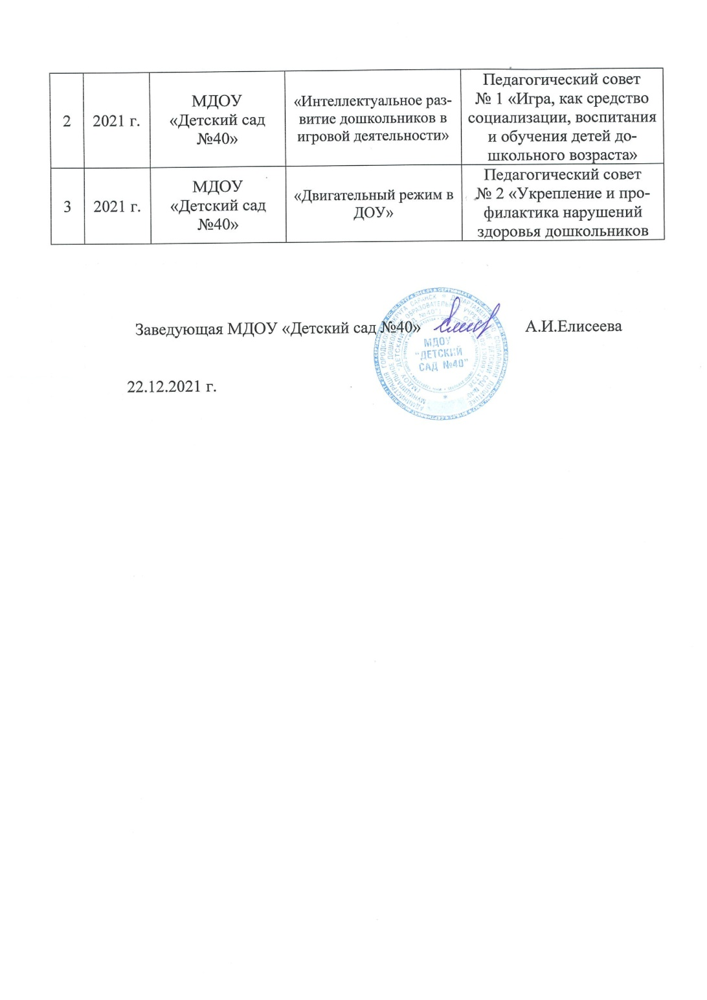 2
2021 г.
МДОУ
«Детский сад
№40»
«Интеллектуальное раз-
витие дошкольников в
игровой деятельности»
Педагогический совет
№ 1 «Игра, как средство
социализации, воспитания
и обучения детей до-
школьного возраста»
3
2021 г.
МДОУ
«Детский сад
№40»
«Двигательный режим в
ДОУ»
Педагогический совет
№ 2 «Укрепление и про-
филактика нарушений
здоровья дошкольников
Заведующая МДОУ «Детский сад №40»
А.И.Елисеева
МДОУ
"ДЕТСКИЙ
САД №40"
22.12.2021 г.